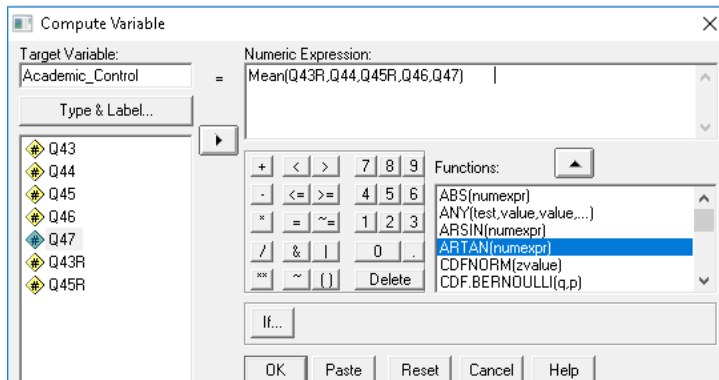 Compute Variable
Target Variable:
Academic_Control
=
Numeric Expression:
Mean(Q43R,Q44,Q45R,Q46,Q47)
Type & Label...
Q43
Q44
Q45
Q46
Q47
Q43R
Q45R
+ < > 7 8 9
- <= >= 4 5 6
* = ~= 1 2 3
/ & | 0 .
** ~ () Delete
Functions:
ABS(numexpr)
ANY(test,value,value,...)
ARSIN(numexpr)
ARTAN(numexpr)
CDFNORM(zvalue)
CDF.BERNOULLI(q,p)
If...
OK Paste Reset Cancel Help